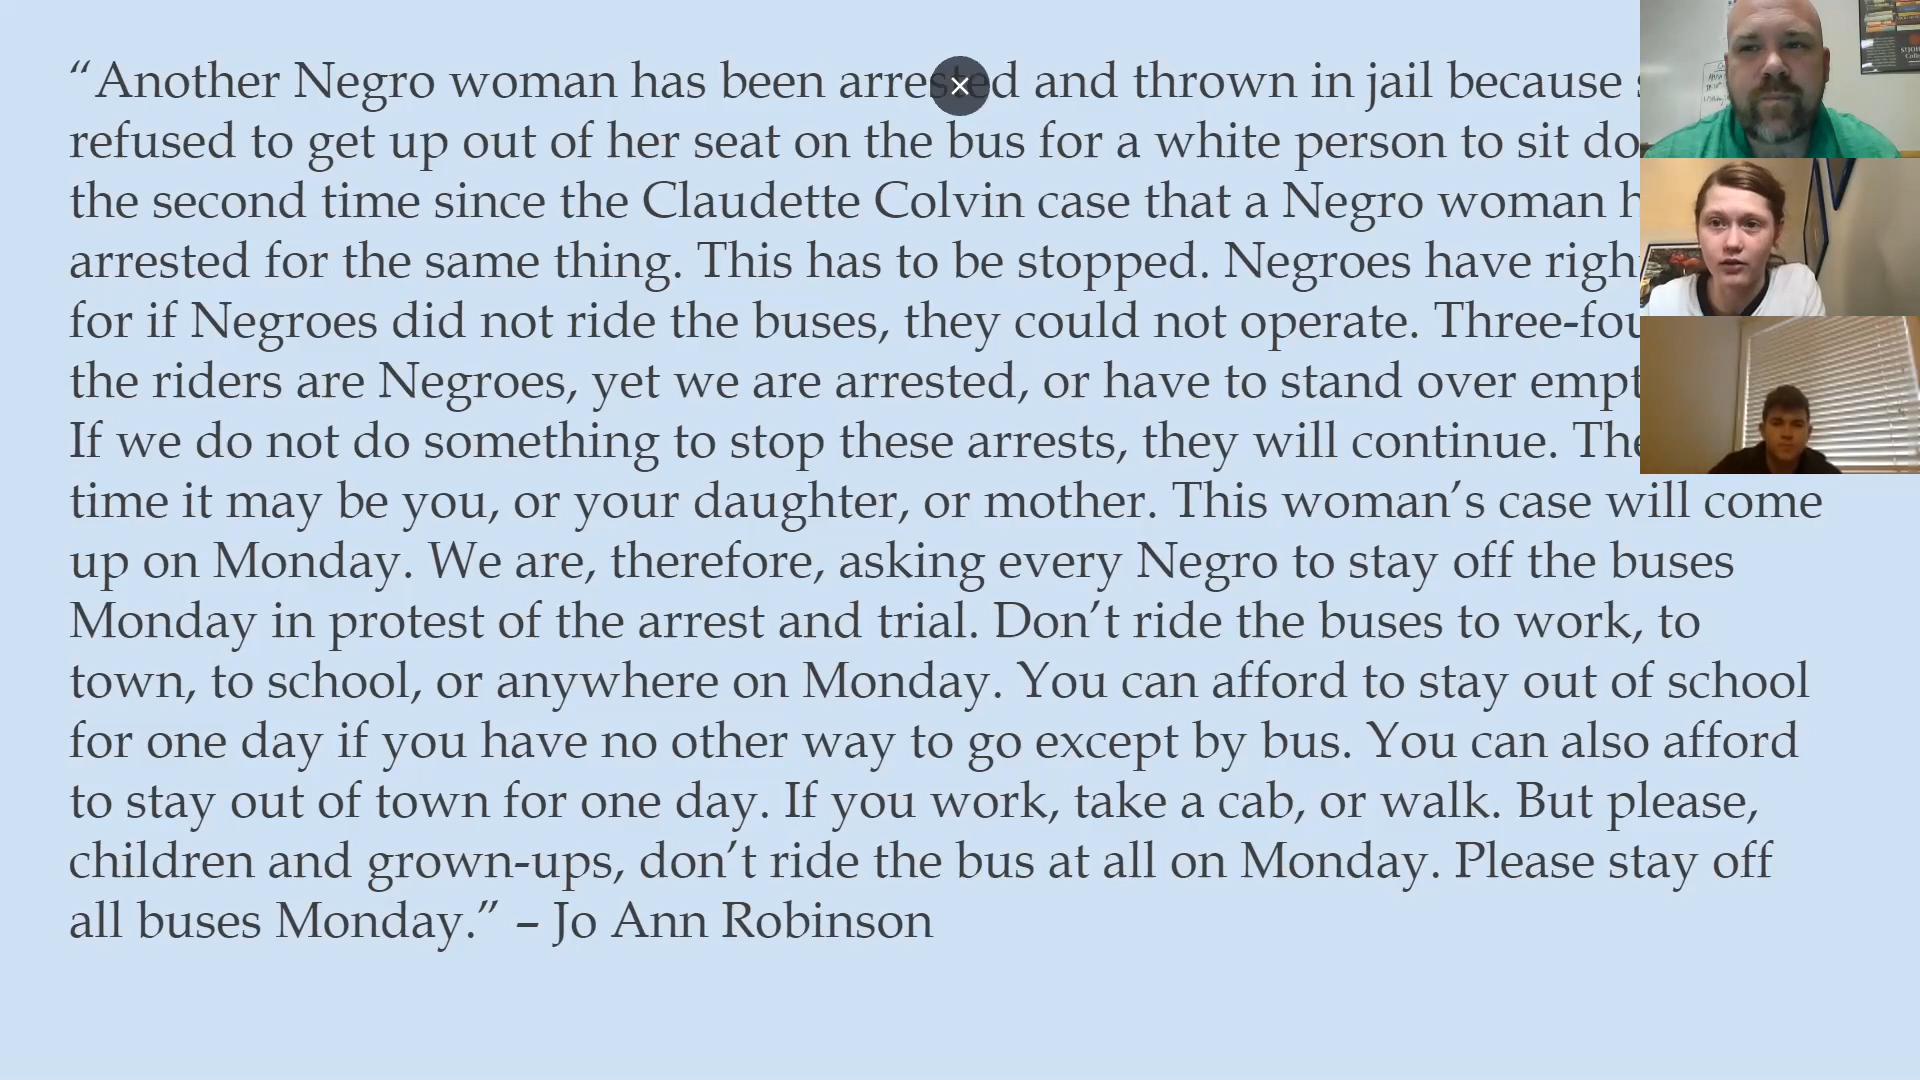 “Another Negro woman has been arrested and thrown in jail because
refused to get up out of her seat on the bus for a white person to sit
the second time since the Claudette Colvin case that a Negro woman
arrested for the same thing. This has to be stopped. Negroes have
for if Negroes did not ride the buses, they could not operate.
the riders are Negroes, yet we are arrested, or have to stand over
If we do not do something to stop these arrests, they will continue.
time it may be you, or your daughter, or mother. This woman’s case will come
up on Monday. We are, therefore, asking every Negro to stay off the buses
Monday in protest of the arrest and trial. Don’t ride the buses to work, to
town, to school, or anywhere on Monday. You can afford to stay out of school
for one day if you have no other way to go except by bus. You can also afford
to stay out of town for one day. If you work, take a cab, or walk. But please,
children and grown-ups, don’t ride the bus at all on Monday. Please stay off
all buses Monday.” – Jo Ann Robinson